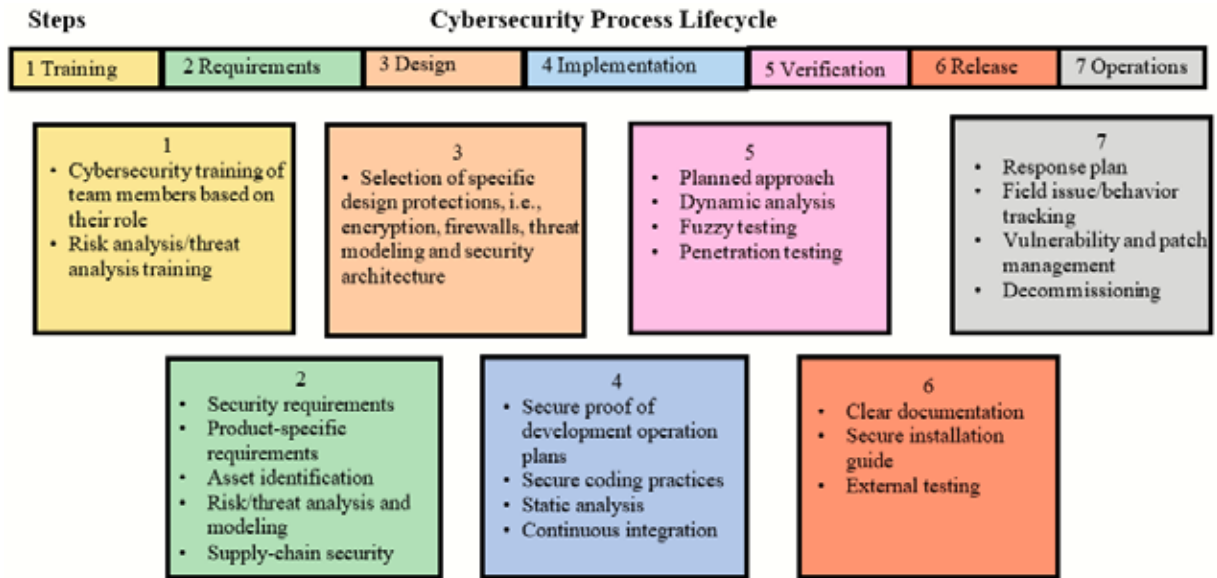 Steps
Cybersecurity Process Lifecycle
1 Training
2 Requirements
3 Design
4 Implementation
5 Verification
6 Release
7 Operations
1
• Cybersecurity training of
team members based on
their role
• Risk analysis/threat
analysis training
3
• Selection of specific
design protections, i.e.,
encryption, firewalls, threat
modeling and security
architecture
5
• Planned approach
• Dynamic analysis
• Fuzzy testing
• Penetration testing
7
• Response plan
• Field issue/behavior
tracking
• Vulnerability and patch
management
• Decommissioning
2
• Security requirements
• Product-specific
requirements
• Asset identification
• Risk/threat analysis and
modeling
• Supply-chain security
4
• Secure proof of
development operation
plans
• Secure coding practices
• Static analysis
• Continuous integration
6
• Clear documentation
• Secure installation
guide
• External testing